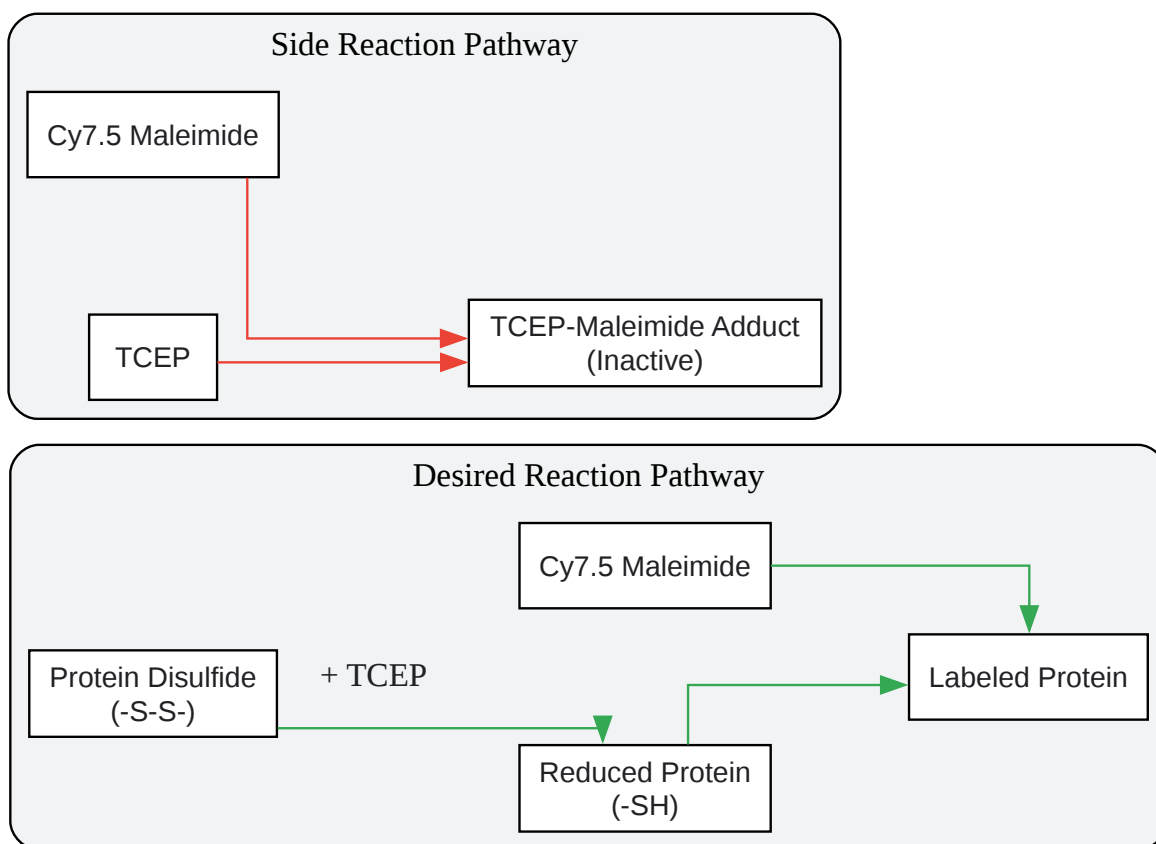 Side Reaction Pathway
Cy7.5 Maleimide
TCEP
TCEP-Maleimide Adduct
(Inactive)
Desired Reaction Pathway
Cy7.5 Maleimide
Protein Disulfide
(-S-S-)
+ TCEP
Labeled Protein
Reduced Protein
(-SH)